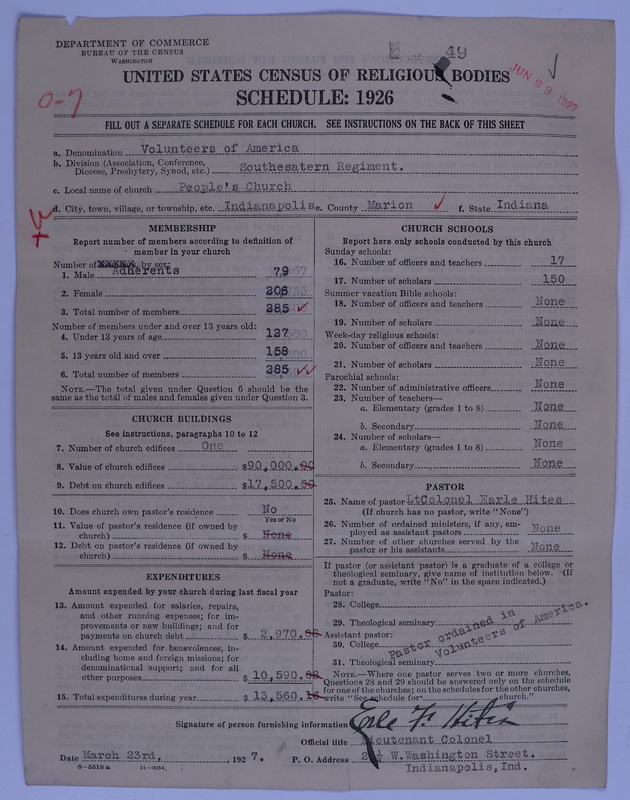 DEPARTMENT OF COMMERCE
BUREAU OF THE CENSUS
WASHINGTON
49
JUN 23 1927
UNITED STATES CENSUS OF RELIGIOUS BODIES
SCHEDULE: 1926
0-7
FILL OUT A SEPARATE SCHEDULE FOR EACH CHURCH. SEE INSTRUCTIONS ON THE BACK OF THIS SHEET
a. Denomination Volunteers of America
b. Division (Association, Conference,
Diocese, Presbytery, Synod, etc.) Southesatern Regiment.
c. Local name of church People's Church
d. City, town, village, or township, etc. Indianapolis e. County Marion f. State Indiana
MEMBERSHIP
Report number of members according to definition of
member in your church
Number of by sex:
Adherents
1. Male 79
2. Female 206
3. Total number of members 285
Number of members under and over 13 years old:
4. Under 13 years of age 127
5. 13 years old and over 158
6. Total number of members 285
NOTE.—The total given under Question 6 should be the
same as the total of males and females given under Question 3.
CHURCH BUILDINGS
See instructions, paragraphs 10 to 12
7. Number of church edifices One
8. Value of church edifices $90,000.00
9. Debt on church edifices $17,500.00
10. Does church own pastor's residence No
Yes or No
11. Value of pastor's residence (if owned by
church) $ None
12. Debt on pastor's residence (if owned by
church) $ None
EXPENDITURES
Amount expended by your church during last fiscal year
13. Amount expended for salaries, repairs,
and other running expenses; for im-
provements or new buildings; and for
payments on church debt $ 2,970.08
14. Amount expended for benevolences, in-
cluding home and foreign missions; for
denominational support; and for all
other purposes $ 10,590.08
15. Total expenditures during year $ 13,560.16
CHURCH SCHOOLS
Report here only schools conducted by this church
Sunday schools:
16. Number of officers and teachers 17
17. Number of scholars 150
Summer vacation Bible schools:
18. Number of officers and teachers None
19. Number of scholars None
Week-day religious schools:
20. Number of officers and teachers None
21. Number of scholars None
Parochial schools:
22. Number of administrative officers None
23. Number of teachers—
a. Elementary (grades 1 to 8) None
b. Secondary None
24. Number of scholars—
a. Elementary (grades 1 to 8) None
b. Secondary None
PASTOR
25. Name of pastor LtColonel Earle Hites
(If church has no pastor, write "None")
26. Number of ordained ministers, if any, em-
ployed as assistant pastors None
27. Number of other churches served by the
pastor or his assistants None
If pastor (or assistant pastor) is a graduate of a college or
theological seminary, give name of institution below. (If
not a graduate, write "No" in the space indicated.)
Pastor:
28. College
29. Theological seminary
Assistant pastor:
30. College
31. Theological seminary
Pastor ordained in
Volunteers of America.
NOTE.—Where one pastor serves two or more churches,
Questions 28 and 29 should be answered only on the schedule
for one of the churches; on the schedules for the other churches,
write "See schedule for church."
Signature of person furnishing information
Official title Lieutenant Colonel
Date March 23rd, 1927. P. O. Address W.Washington Street.
Indianapolis, Ind.
8-5518a 11-9034